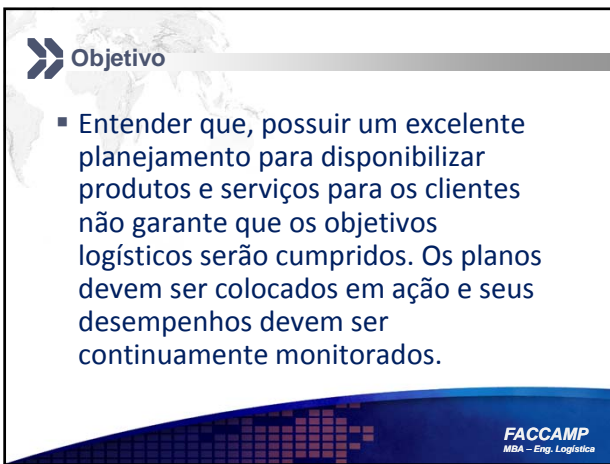 Objetivo
▪ Entender que, possuir um excelente
planejamento para disponibilizar
produtos e serviços para os clientes
não garante que os objetivos
logísticos serão cumpridos. Os planos
devem ser colocados em ação e seus
desempenhos devem ser
continuamente monitorados.
FACCAMP
MBA – Eng. Logística